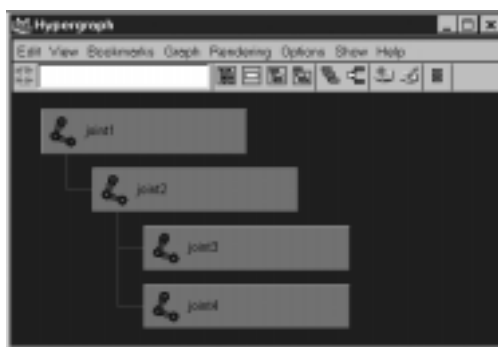 Hypergraph
Edit View Bookmarks Graph Rendering Options Show Help
joint1
joint2
joint3
joint4